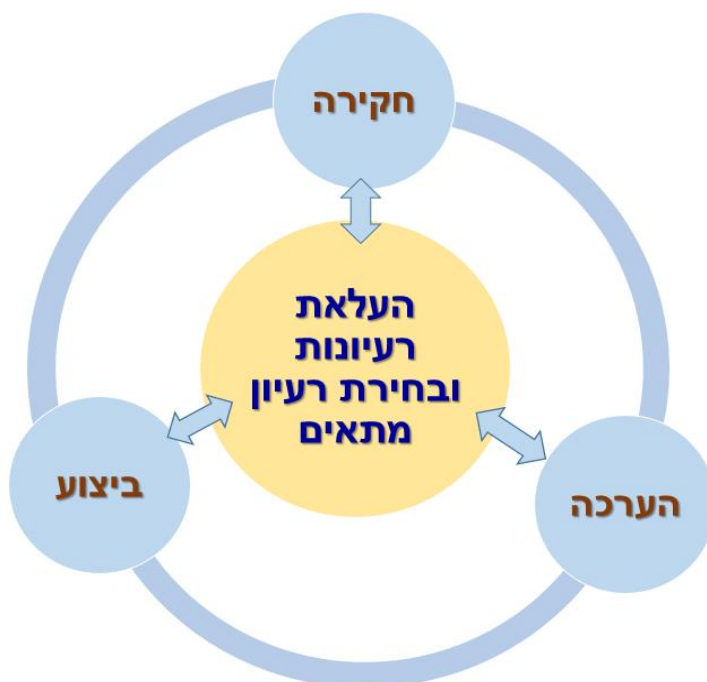 חקירה
העלאת
רעיונות
ובחירת רעיון
מתאים
ביצוע
הערכה